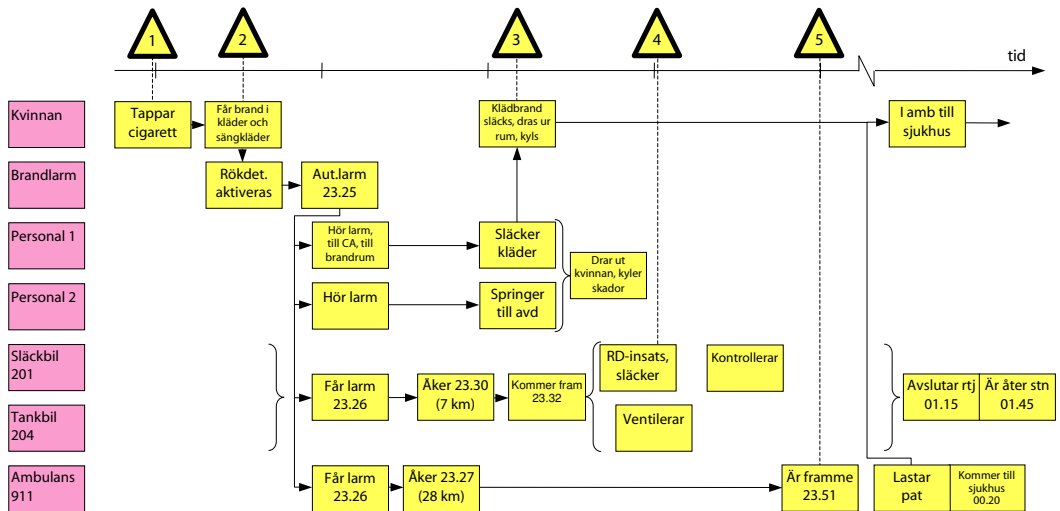 1
2
3
4
5
tid
Kvinnan
Tappar
cigarett
Får brand i
kläder och
sängkläder
Klädbrand
släcks, dras ur
rum, kyls
I amb till
sjukhus
Brandlarm
Rökdet.
aktiveras
Aut.larm
23.25
Personal 1
Hör larm,
till CA, till
brandrum
Släcker
kläder
Drar ut
kvinnan, kyler
skador
Personal 2
Hör larm
Springer
till avd
Släckbil
201
RD-insats,
släcker
Kontrollerar
Får larm
23.26
Åker 23.30
(7 km)
Kommer fram
23.32
Avslutar rtj
01.15
Är åter stn
01.45
Tankbil
204
Ventilerar
Ambulans
911
Får larm
23.26
Åker 23.27
(28 km)
Är framme
23.51
Lastar
pat
Kommer till
sjukhus
00.20